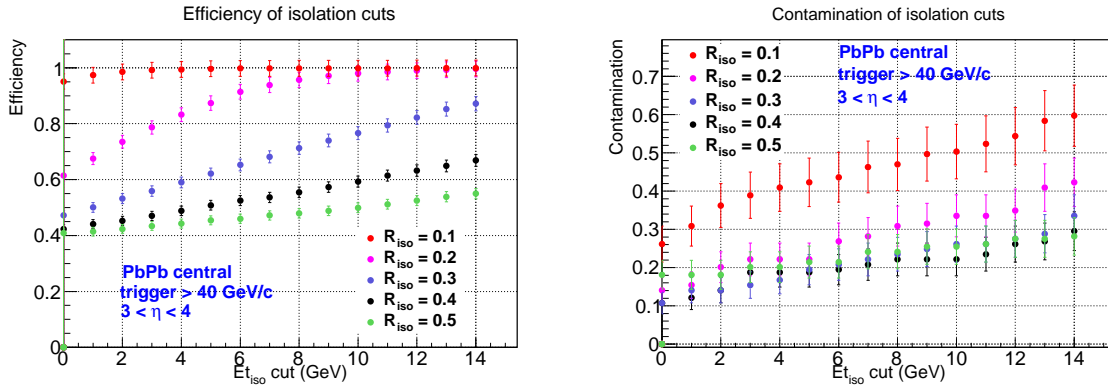 Efficiency of isolation cuts
Efficiency
1
0.8
0.6
0.4
0.2
0
PbPb central
trigger > 40 GeV/c
3 < η < 4
R_iso = 0.1
R_iso = 0.2
R_iso = 0.3
R_iso = 0.4
R_iso = 0.5
0 2 4 6 8 10 12 14
Et_iso cut (GeV)
Contamination of isolation cuts
Contamination
0.7
0.6
0.5
0.4
0.3
0.2
0.1
0
R_iso = 0.1
R_iso = 0.2
R_iso = 0.3
R_iso = 0.4
R_iso = 0.5
PbPb central
trigger > 40 GeV/c
3 < η < 4
0 2 4 6 8 10 12 14
Et_iso cut (GeV)